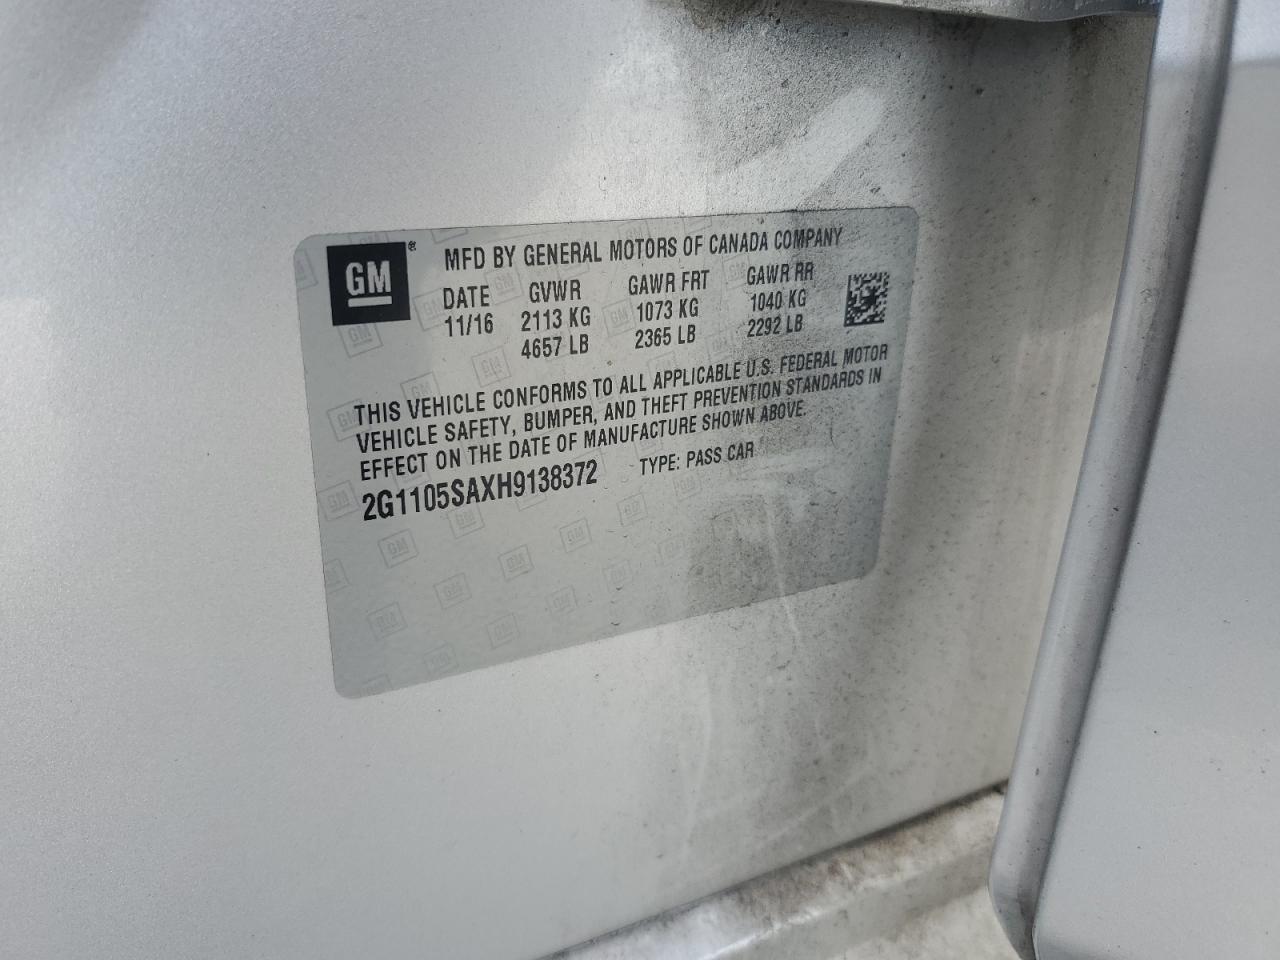 GM ®
MFD BY GENERAL MOTORS OF CANADA COMPANY
DATE GVWR GAWR FRT GAWR RR
11/16 2113 KG 1073 KG 1040 KG
4657 LB 2365 LB 2292 LB
THIS VEHICLE CONFORMS TO ALL APPLICABLE U.S. FEDERAL MOTOR
VEHICLE SAFETY, BUMPER, AND THEFT PREVENTION STANDARDS IN
EFFECT ON THE DATE OF MANUFACTURE SHOWN ABOVE.
2G1105SAXH9138372 TYPE: PASS CAR